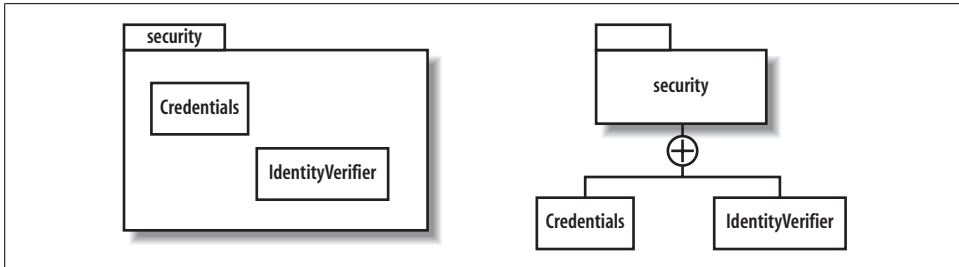 security
Credentials
IdentityVerifier
security
Credentials
IdentityVerifier